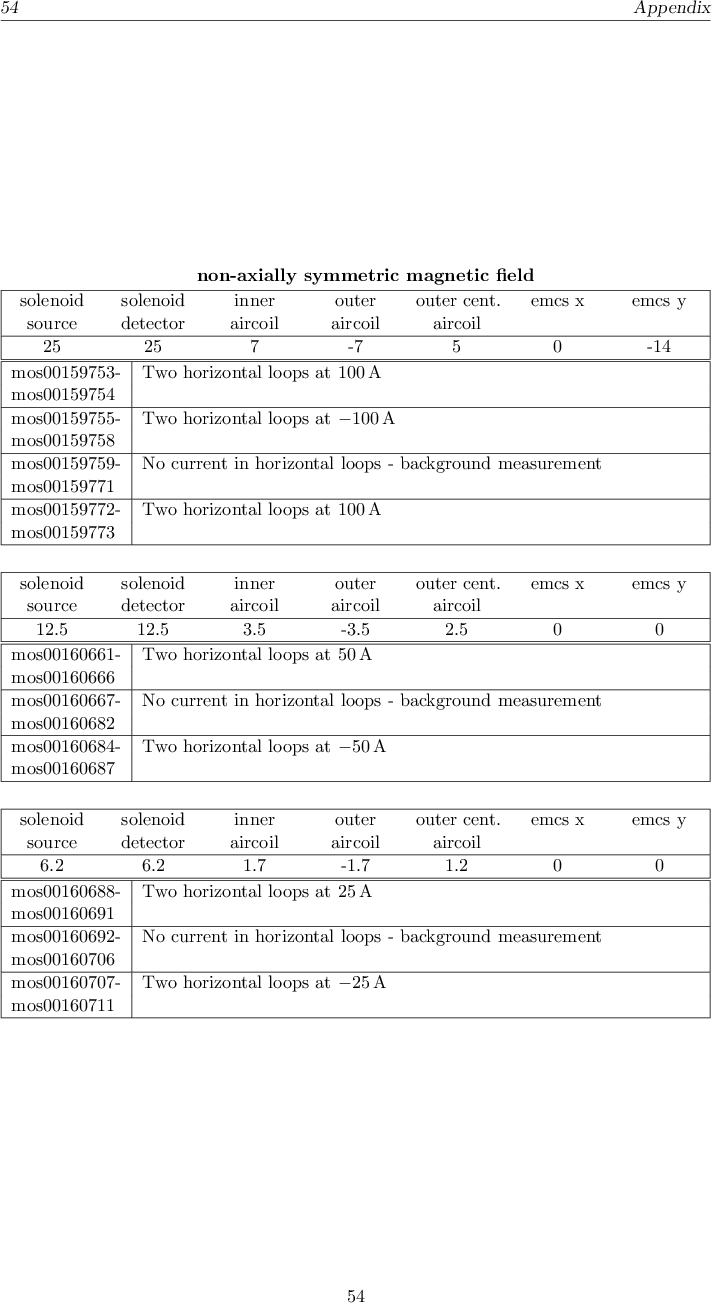 54 Appendix
non-axially symmetric magnetic field
solenoid solenoid inner outer outer cent. emcs x emcs y
source detector aircoil aircoil aircoil
25 25 7 -7 5 0 -14
mos00159753- Two horizontal loops at 100 A
mos00159754
mos00159755- Two horizontal loops at −100 A
mos00159758
mos00159759- No current in horizontal loops - background measurement
mos00159771
mos00159772- Two horizontal loops at 100 A
mos00159773
solenoid solenoid inner outer outer cent. emcs x emcs y
source detector aircoil aircoil aircoil
12.5 12.5 3.5 -3.5 2.5 0 0
mos00160661- Two horizontal loops at 50 A
mos00160666
mos00160667- No current in horizontal loops - background measurement
mos00160682
mos00160684- Two horizontal loops at −50 A
mos00160687
solenoid solenoid inner outer outer cent. emcs x emcs y
source detector aircoil aircoil aircoil
6.2 6.2 1.7 -1.7 1.2 0 0
mos00160688- Two horizontal loops at 25 A
mos00160691
mos00160692- No current in horizontal loops - background measurement
mos00160706
mos00160707- Two horizontal loops at −25 A
mos00160711
54